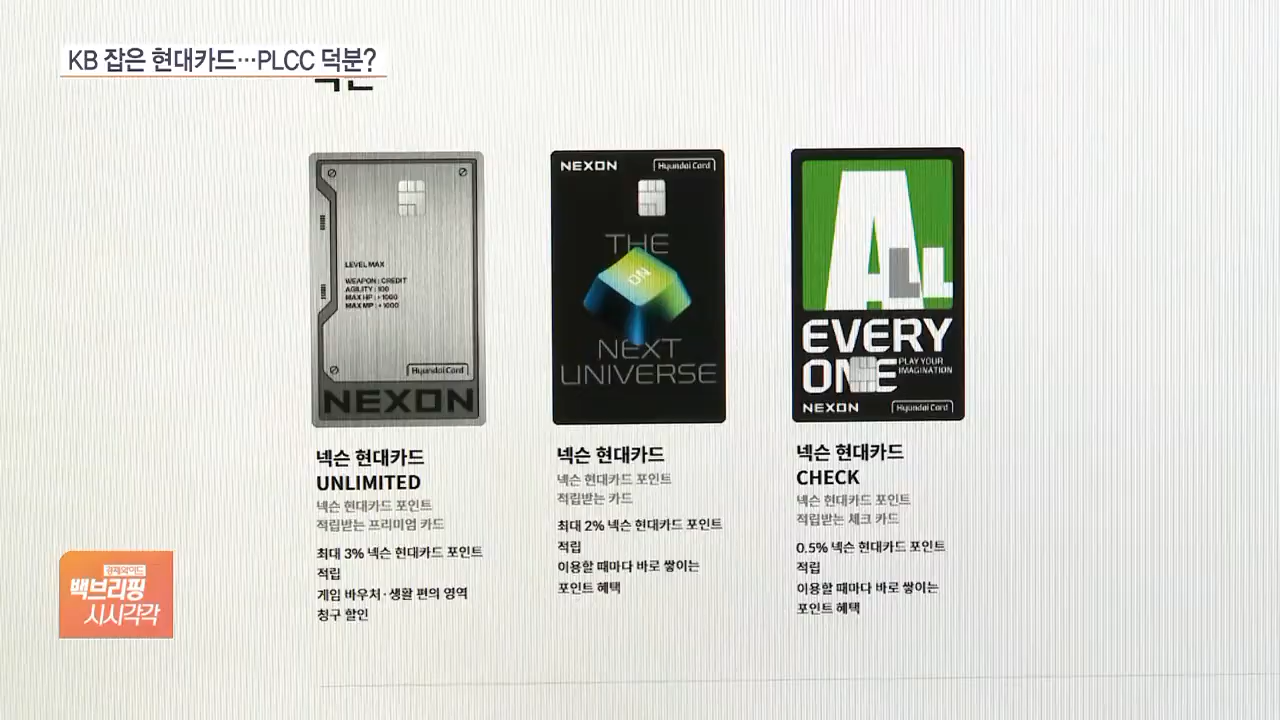 KB 잡은 현대카드…PLCC 덕분?
LEVEL MAX
WEAPON : CREDIT
AGILITY : 100
MAX HP : + 1000
MAX MP : + 1000
Hyundai Card
NEXON
넥슨 현대카드
UNLIMITED
넥슨 현대카드 포인트
적립받는 프리미엄 카드
최대 3% 넥슨 현대카드 포인트
적립
게임 바우처·생활 편의 영역
청구 할인
NEXON Hyundai Card
THE
ON
NEXT
UNIVERSE
넥슨 현대카드
넥슨 현대카드 포인트
적립받는 카드
최대 2% 넥슨 현대카드 포인트
적립
이용할 때마다 바로 쌓이는
포인트 혜택
ALL
EVERY
ONE
PLAY YOUR
IMAGINATION
NEXON Hyundai Card
넥슨 현대카드
CHECK
넥슨 현대카드 포인트
적립받는 체크 카드
0.5% 넥슨 현대카드 포인트
적립
이용할 때마다 바로 쌓이는
포인트 혜택
경제와이드
백브리핑
시시각각